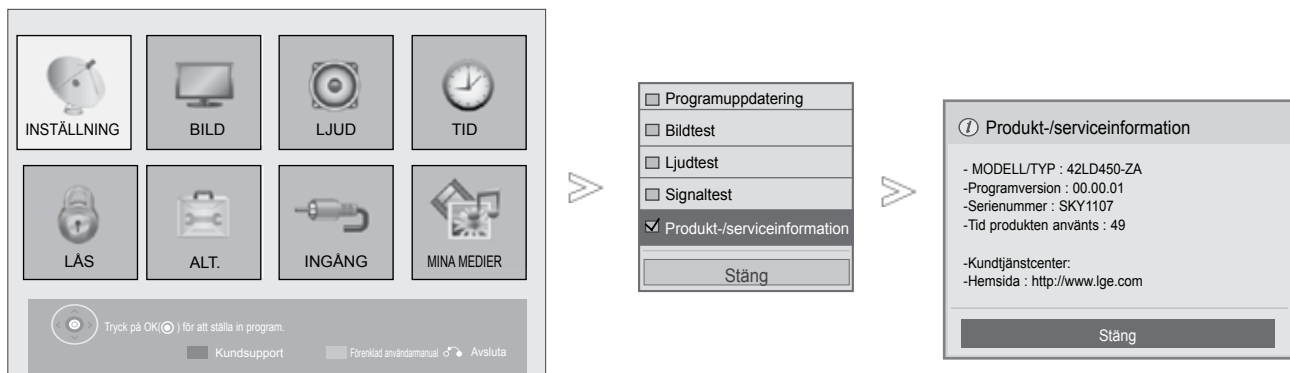 INSTÄLLNING BILD LJUD TID
LÅS ALT. INGÅNG MINA MEDIER
Tryck på OK( ) för att ställa in program.
Kundsupport Förenklad användarmanual Avsluta
Programuppdatering
Bildtest
Ljudtest
Signaltest
Produkt-/serviceinformation
Stäng
Produkt-/serviceinformation
- MODELL/TYP : 42LD450-ZA
-Programversion : 00.00.01
-Serienummer : SKY1107
-Tid produkten använts : 49
-Kundtjänstcenter:
-Hemsida : http://www.lge.com
Stäng